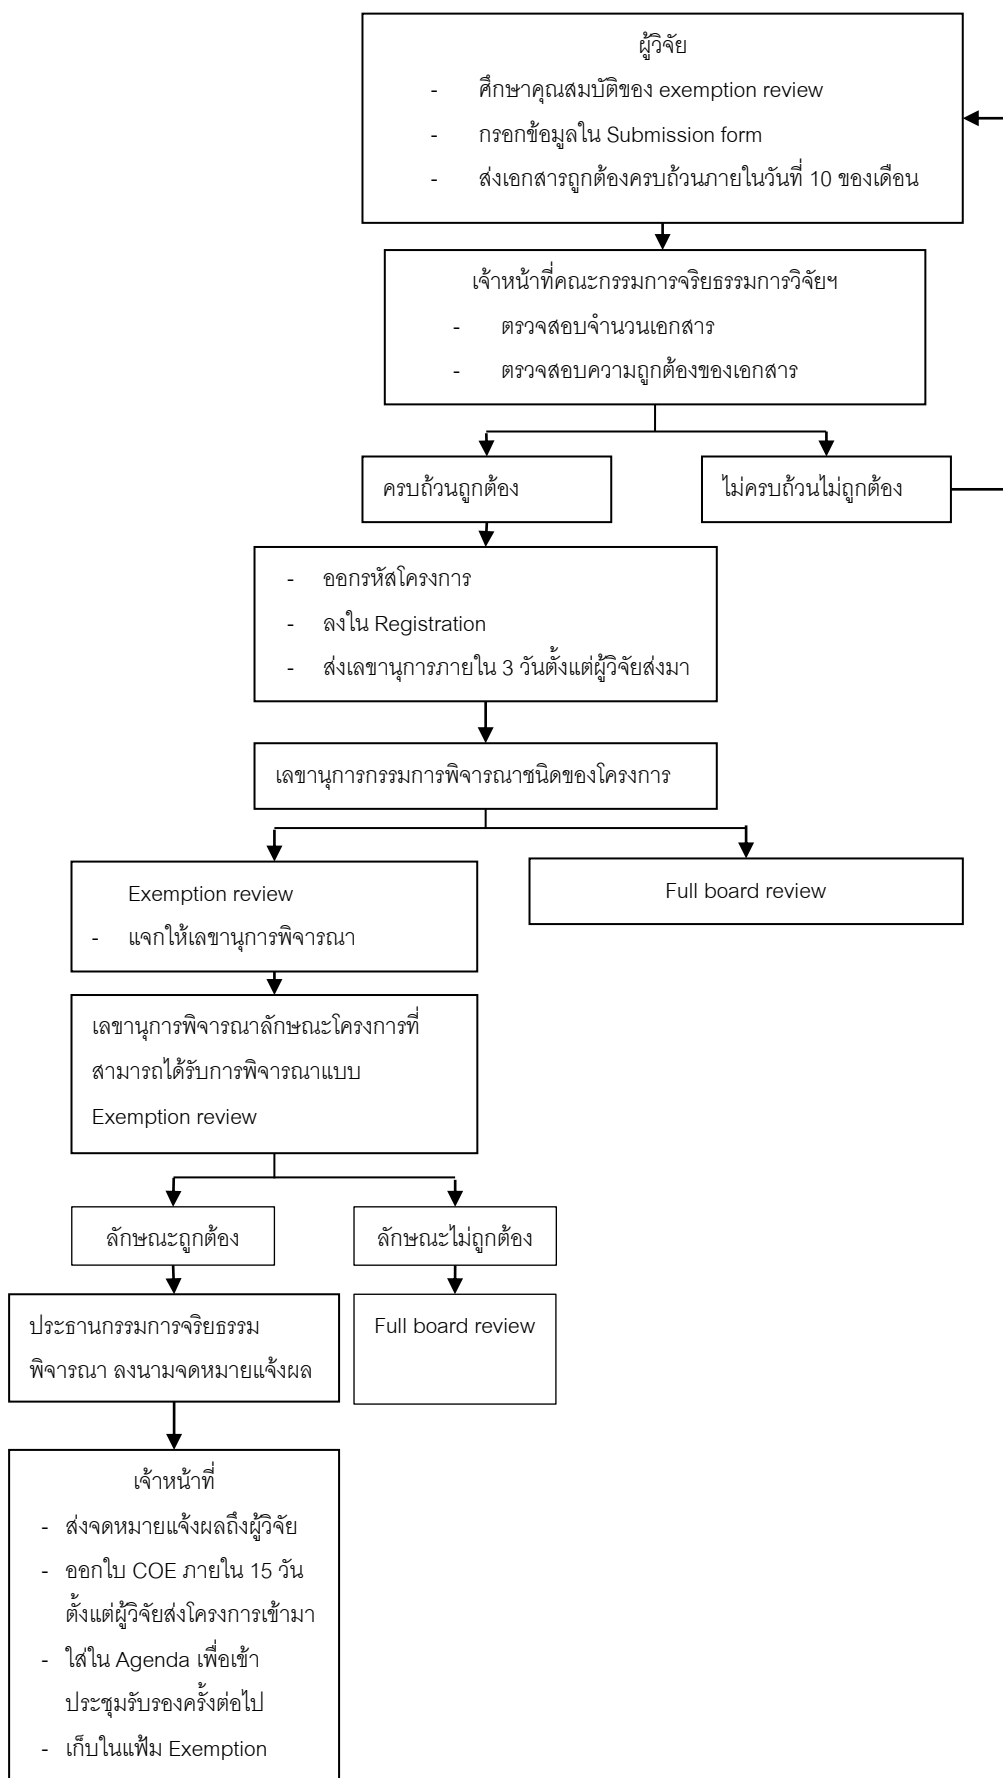 ผู้วิจัย
- ศึกษาคุณสมบัติของ exemption review
- กรอกข้อมูลใน Submission form
- ส่งเอกสารถูกต้องครบถ้วนภายในวันที่ 10 ของเดือน
เจ้าหน้าที่คณะกรรมการจริยธรรมการวิจัยฯ
- ตรวจสอบจำนวนเอกสาร
- ตรวจสอบความถูกต้องของเอกสาร
ครบถ้วนถูกต้อง
ไม่ครบถ้วนไม่ถูกต้อง
- ออกรหัสโครงการ
- ลงใน Registration
- ส่งเลขานุการภายใน 3 วันตั้งแต่ผู้วิจัยส่งมา
เลขานุการกรรมการพิจารณาชนิดของโครงการ
Exemption review
- แจกให้เลขานุการพิจารณา
Full board review
เลขานุการพิจารณาลักษณะโครงการที่
สามารถได้รับการพิจารณาแบบ
Exemption review
ลักษณะถูกต้อง
ลักษณะไม่ถูกต้อง
ประธานกรรมการจริยธรรม
พิจารณา ลงนามจดหมายแจ้งผล
Full board review
เจ้าหน้าที่
- ส่งจดหมายแจ้งผลถึงผู้วิจัย
- ออกใบ COE ภายใน 15 วัน
ตั้งแต่ผู้วิจัยส่งโครงการเข้ามา
- ใส่ใน Agenda เพื่อเข้า
ประชุมรับรองครั้งต่อไป
- เก็บในแฟ้ม Exemption